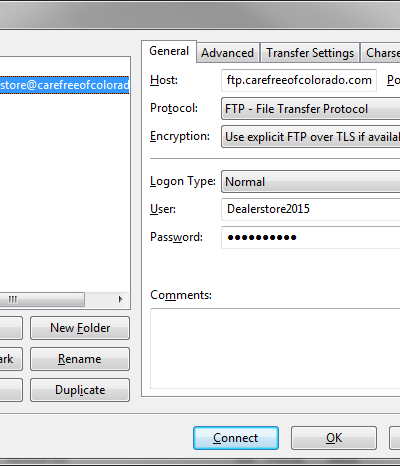 General Advanced Transfer Settings Charse
store@carefreeofcolorad
Host: ftp.carefreeofcolorado.com Po
Protocol: FTP - File Transfer Protocol
Encryption: Use explicit FTP over TLS if availa
Logon Type: Normal
User: Dealerstore2015
Password: ●●●●●●●●●●
Comments:
New Folder
ark Rename
Duplicate
Connect OK